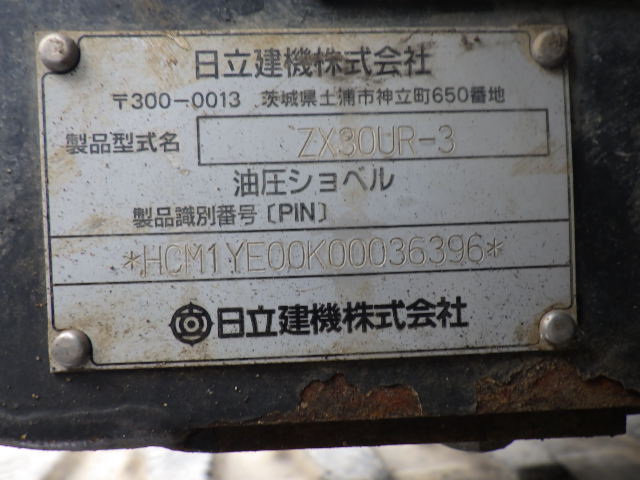 日立建機株式会社
〒300-0013 茨城県土浦市神立町650番地
製品型式名 ZX30UR-3
油圧ショベル
製品識別番号〔PIN〕
*HCM1YE00K00036396*
日立建機株式会社